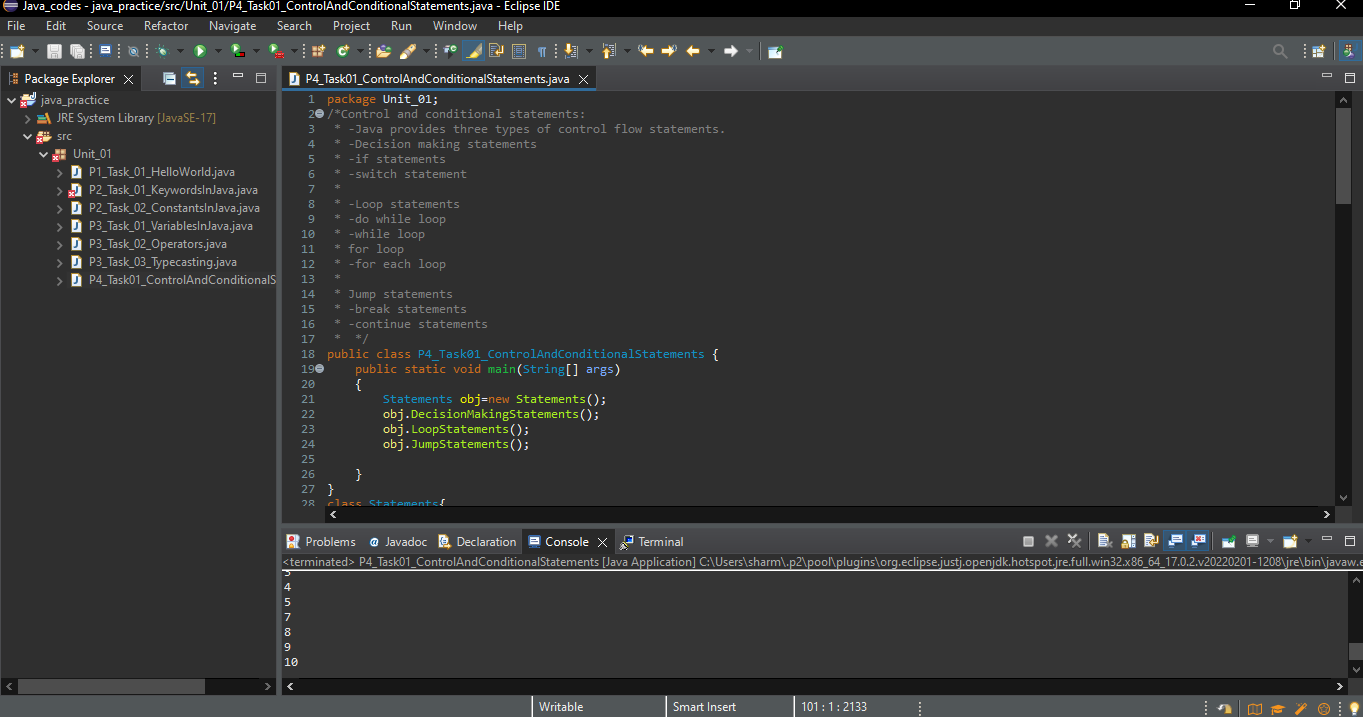 Java_codes - java_practice/src/Unit_01/P4_Task01_ControlAndConditionalStatements.java - Eclipse IDE
File Edit Source Refactor Navigate Search Project Run Window Help
Package Explorer
java_practice
JRE System Library [JavaSE-17]
src
Unit_01
P1_Task_01_HelloWorld.java
P2_Task_01_KeywordsInJava.java
P2_Task_02_ConstantsInJava.java
P3_Task_01_VariablesInJava.java
P3_Task_02_Operators.java
P3_Task_03_Typecasting.java
P4_Task01_ControlAndConditionalS
P4_Task01_ControlAndConditionalStatements.java
1 package Unit_01;
2 /*Control and conditional statements:
3 * -Java provides three types of control flow statements.
4 * -Decision making statements
5 * -if statements
6 * -switch statement
7 *
8 * -Loop statements
9 * -do while loop
10 * -while loop
11 * for loop
12 * -for each loop
13 *
14 * Jump statements
15 * -break statements
16 * -continue statements
17 * */
18 public class P4_Task01_ControlAndConditionalStatements {
19 public static void main(String[] args)
20 {
21 Statements obj=new Statements();
22 obj.DecisionMakingStatements();
23 obj.LoopStatements();
24 obj.JumpStatements();
25
26 }
27 }
28 class Statements{
Problems Javadoc Declaration Console Terminal
<terminated> P4_Task01_ControlAndConditionalStatements [Java Application] C:\Users\sharm\.p2\pool\plugins\org.eclipse.justj.openjdk.hotspot.jre.full.win32.x86_64_17.0.2.v20220201-1208\jre\bin\javaw.e
3
4
5
7
8
9
10
Writable Smart Insert 101 : 1 : 2133